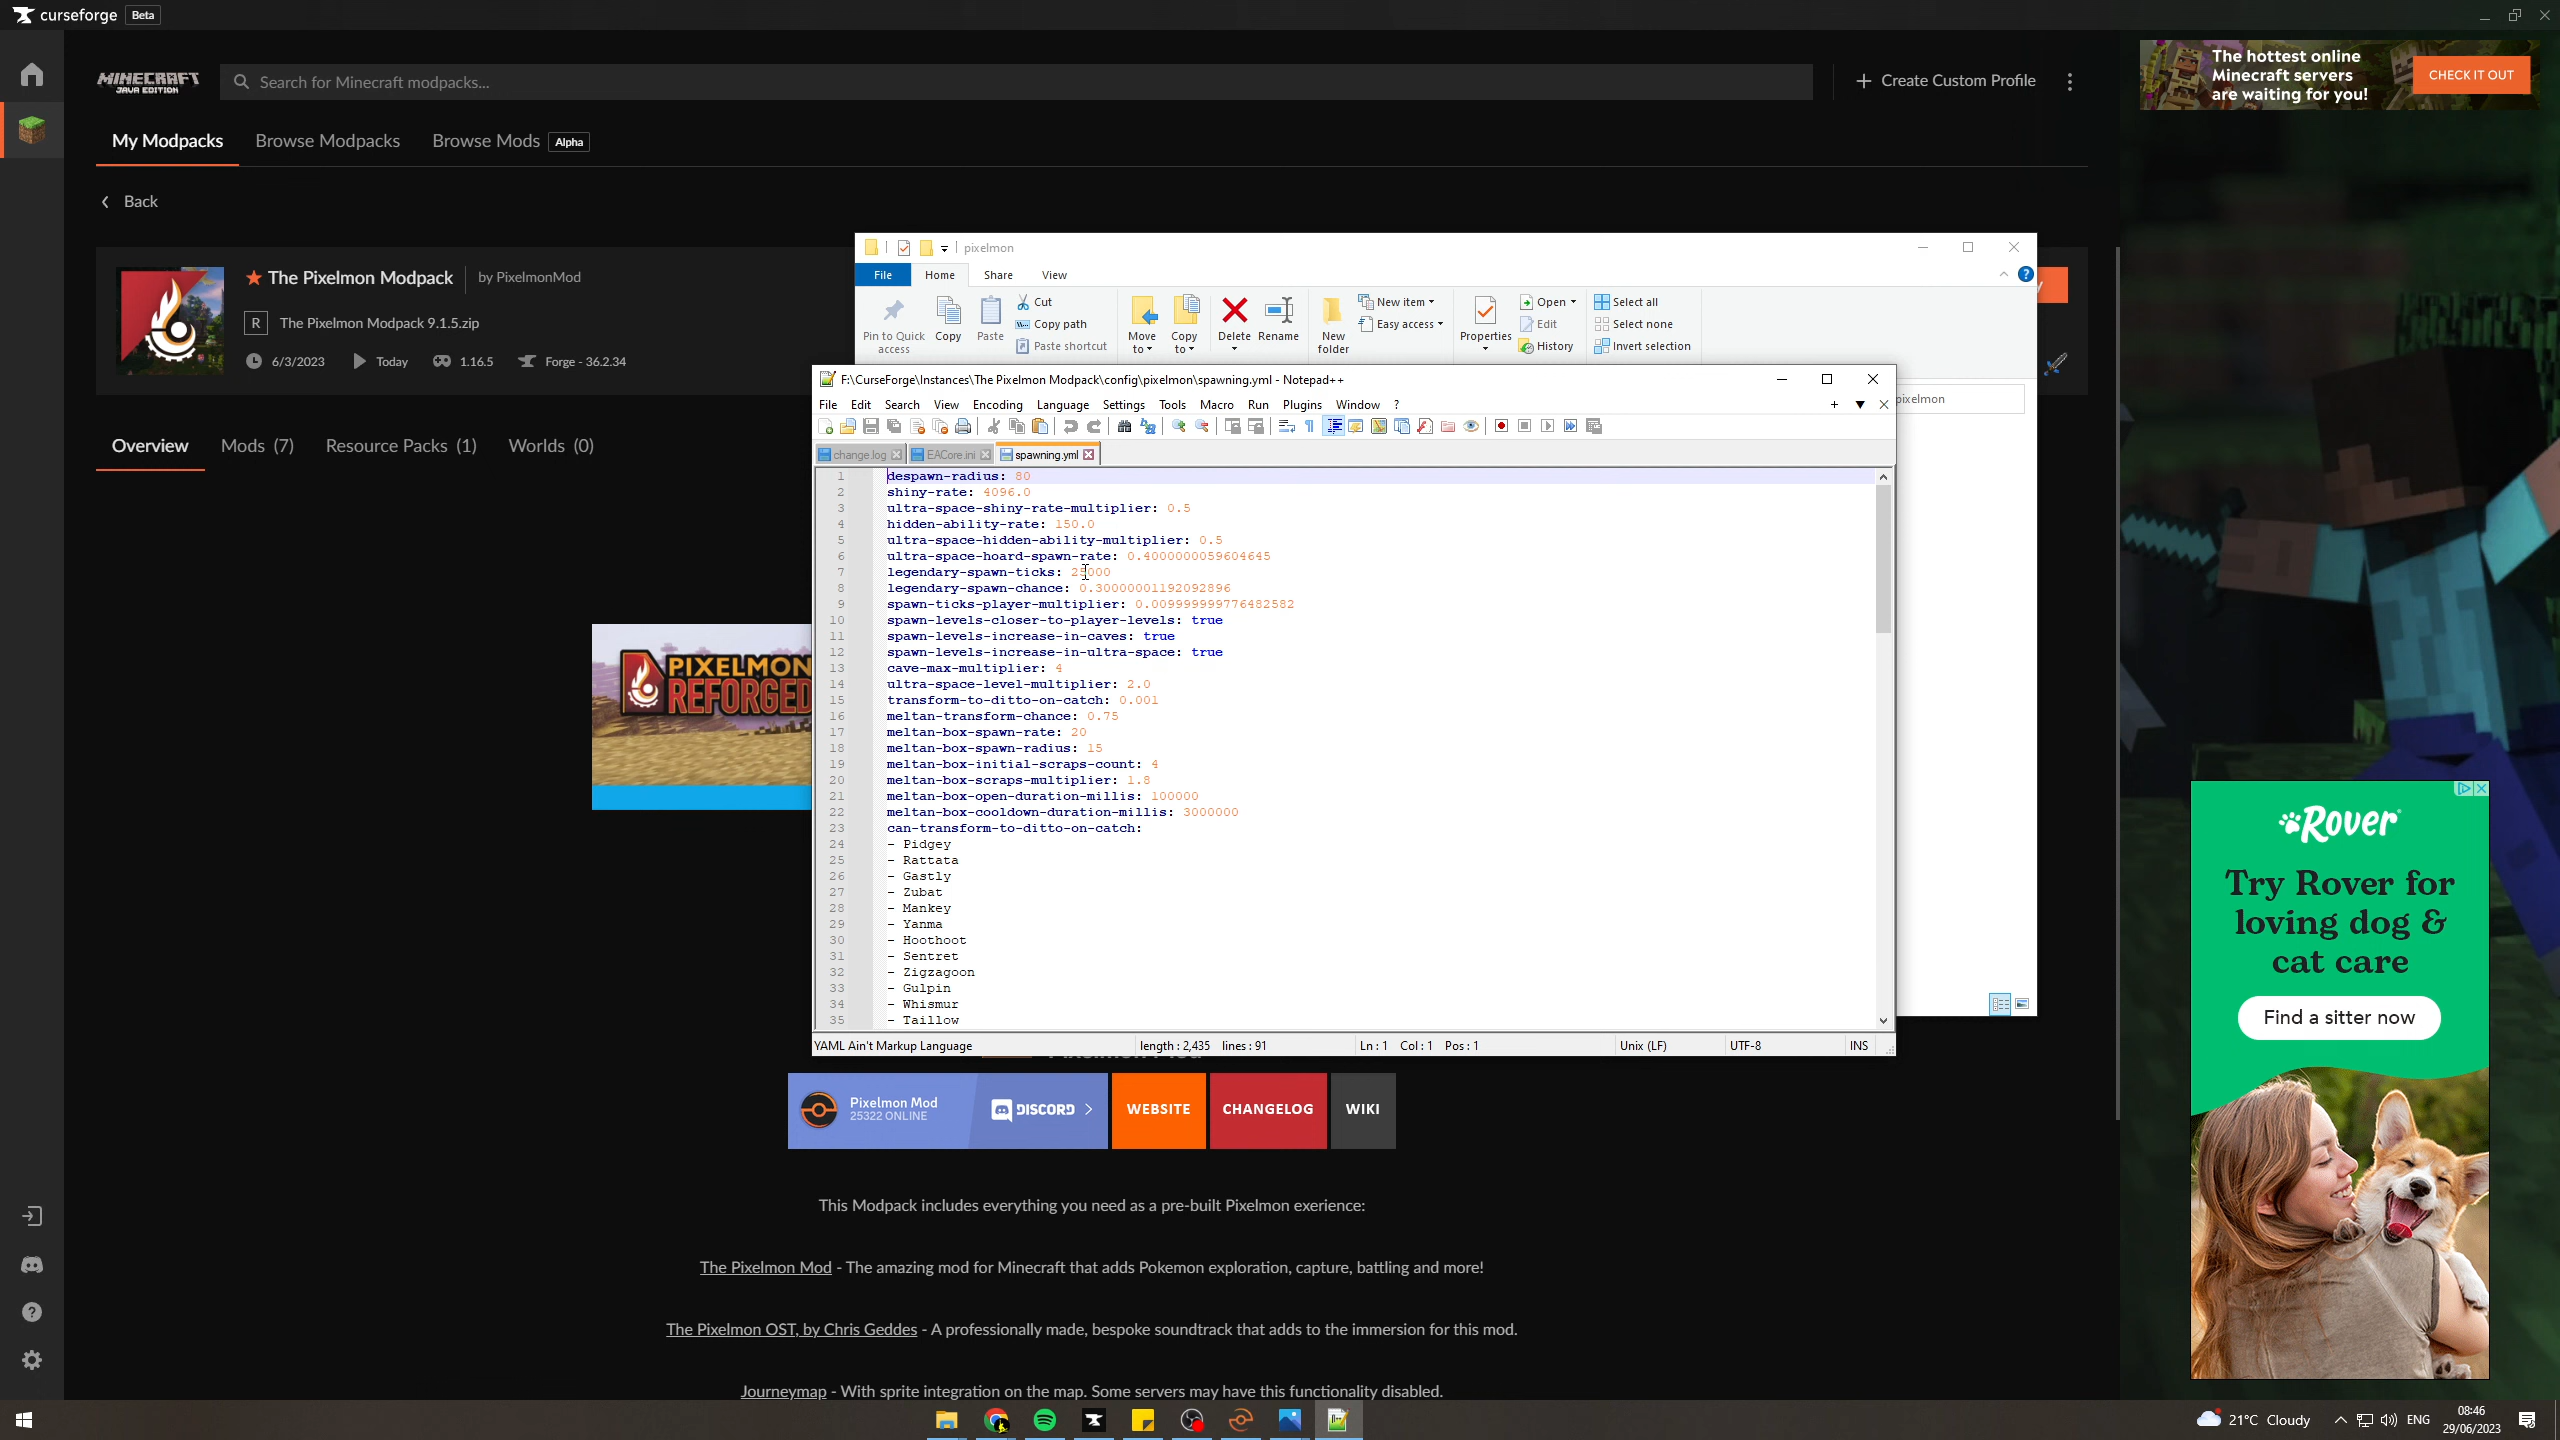 curseforge Beta
MINECRAFT
JAVA EDITION
Search for Minecraft modpacks...
Create Custom Profile
The hottest online
Minecraft servers
are waiting for you!
CHECK IT OUT
My Modpacks
Browse Modpacks
Browse Mods Alpha
Back
The Pixelmon Modpack by PixelmonMod
R The Pixelmon Modpack 9.1.5.zip
6/3/2023 Today 1.16.5 Forge - 36.2.34
Overview Mods (7) Resource Packs (1) Worlds (0)
PIXELMON
REFORGED
pixelmon
File Home Share View
Pin to Quick access
Copy
Paste
Cut
Copy path
Paste shortcut
Move to
Copy to
Delete
Rename
New folder
New item
Easy access
Properties
Open
Edit
History
Select all
Select none
Invert selection
pixelmon
F:\CurseForge\Instances\The Pixelmon Modpack\config\pixelmon\spawning.yml - Notepad++
File Edit Search View Encoding Language Settings Tools Macro Run Plugins Window ?
change.log EACore.ini spawning.yml
1 despawn-radius: 80
2 shiny-rate: 4096.0
3 ultra-space-shiny-rate-multiplier: 0.5
4 hidden-ability-rate: 150.0
5 ultra-space-hidden-ability-multiplier: 0.5
6 ultra-space-hoard-spawn-rate: 0.4000000059604645
7 legendary-spawn-ticks: 25000
8 legendary-spawn-chance: 0.30000001192092896
9 spawn-ticks-player-multiplier: 0.009999999776482582
10 spawn-levels-closer-to-player-levels: true
11 spawn-levels-increase-in-caves: true
12 spawn-levels-increase-in-ultra-space: true
13 cave-max-multiplier: 4
14 ultra-space-level-multiplier: 2.0
15 transform-to-ditto-on-catch: 0.001
16 meltan-transform-chance: 0.75
17 meltan-box-spawn-rate: 20
18 meltan-box-spawn-radius: 15
19 meltan-box-initial-scraps-count: 4
20 meltan-box-scraps-multiplier: 1.8
21 meltan-box-open-duration-millis: 100000
22 meltan-box-cooldown-duration-millis: 3000000
23 can-transform-to-ditto-on-catch:
24 - Pidgey
25 - Rattata
26 - Gastly
27 - Zubat
28 - Mankey
29 - Yanma
30 - Hoothoot
31 - Sentret
32 - Zigzagoon
33 - Gulpin
34 - Whismur
35 - Taillow
YAML Ain't Markup Language length : 2,435 lines : 91 Ln : 1 Col : 1 Pos : 1 Unix (LF) UTF-8 INS
Pixelmon Mod
25322 ONLINE
DISCORD
WEBSITE
CHANGELOG
WIKI
This Modpack includes everything you need as a pre-built Pixelmon exerience:
The Pixelmon Mod - The amazing mod for Minecraft that adds Pokemon exploration, capture, battling and more!
The Pixelmon OST, by Chris Geddes - A professionally made, bespoke soundtrack that adds to the immersion for this mod.
Journeymap - With sprite integration on the map. Some servers may have this functionality disabled.
Rover
Try Rover for
loving dog &
cat care
Find a sitter now
21°C Cloudy
ENG
08:46
29/06/2023